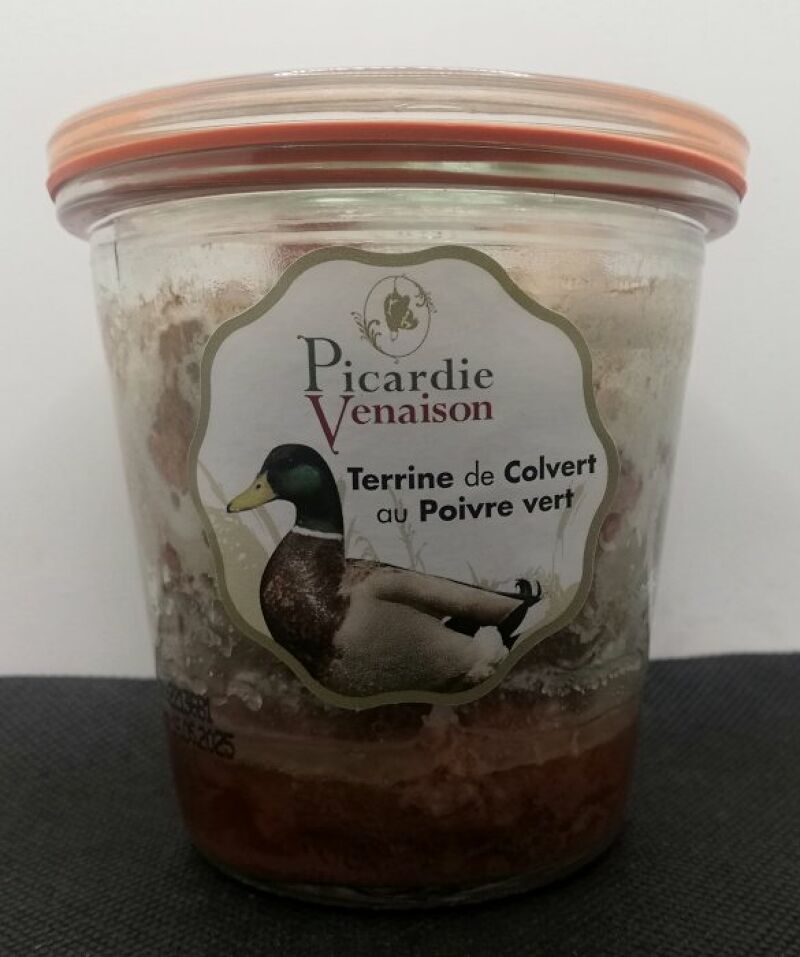 Picardie
Venaison
Terrine de Colvert
au Poivre vert